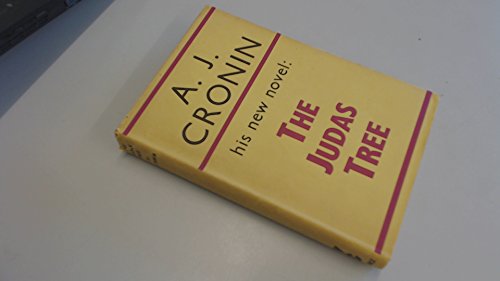 A. J.
CRONIN
his new novel:
THE
JUDAS
TREE